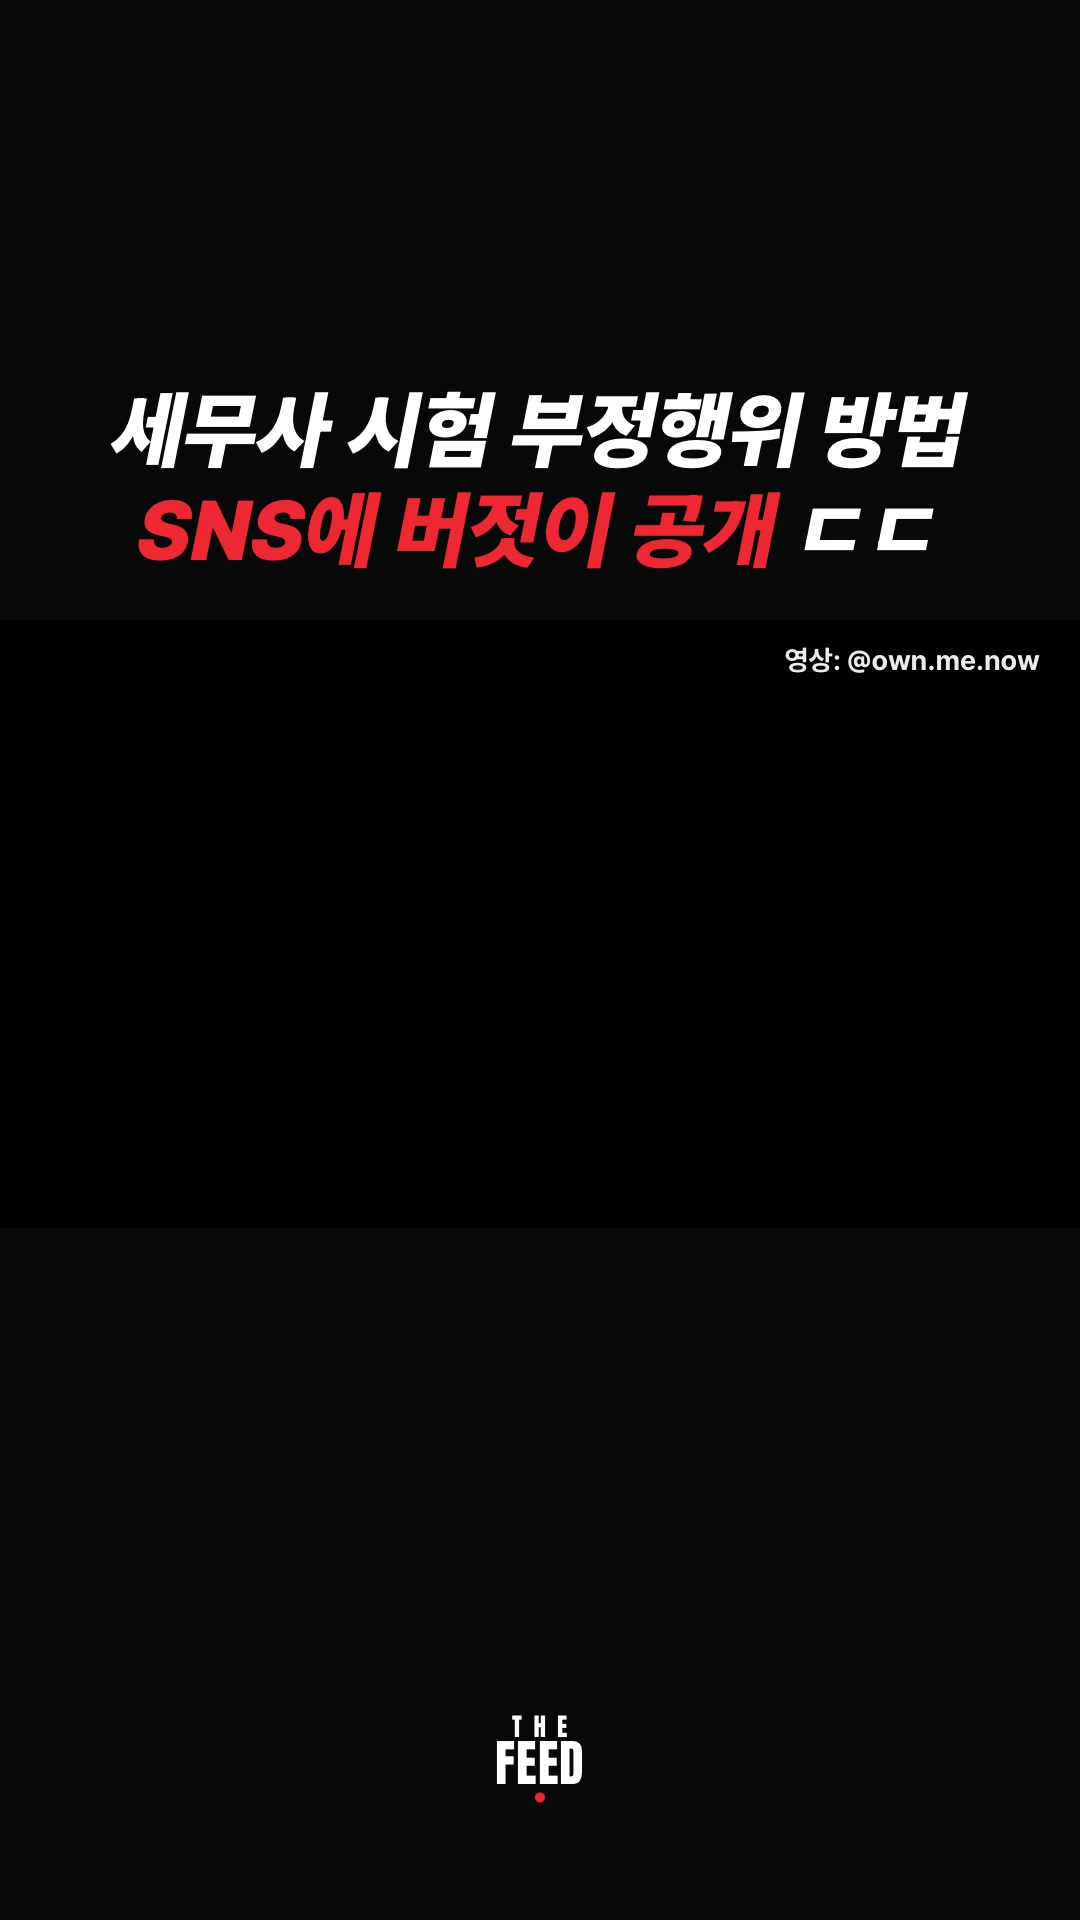 세무사 시험 부정행위 방법
SNS에 버젓이 공개 ㄷㄷ
영상: @own.me.now
THE
FEED